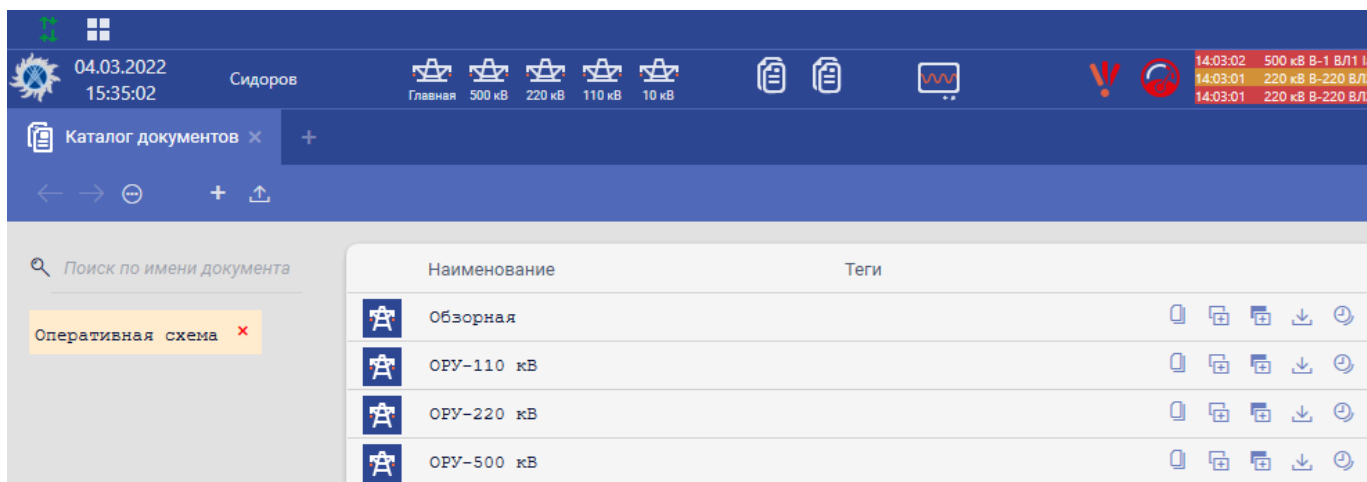 04.03.2022
15:35:02
Сидоров
Главная 500 кВ 220 кВ 110 кВ 10 кВ
14:03:02 500 кВ В-1 ВЛ1
14:03:01 220 кВ В-220
14:03:01 220 кВ В-220
Каталог документов × +
Поиск по имени документа
Наименование Теги
Оперативная схема ×
Обзорная
ОРУ-110 кВ
ОРУ-220 кВ
ОРУ-500 кВ